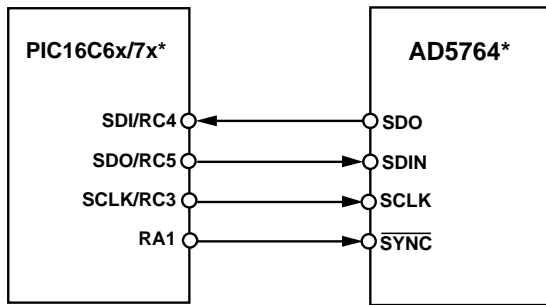 PIC16C6x/7x*
AD5764*
SDI/RC4
SDO
SDO/RC5
SDIN
SCLK/RC3
SCLK
RA1
SYNC